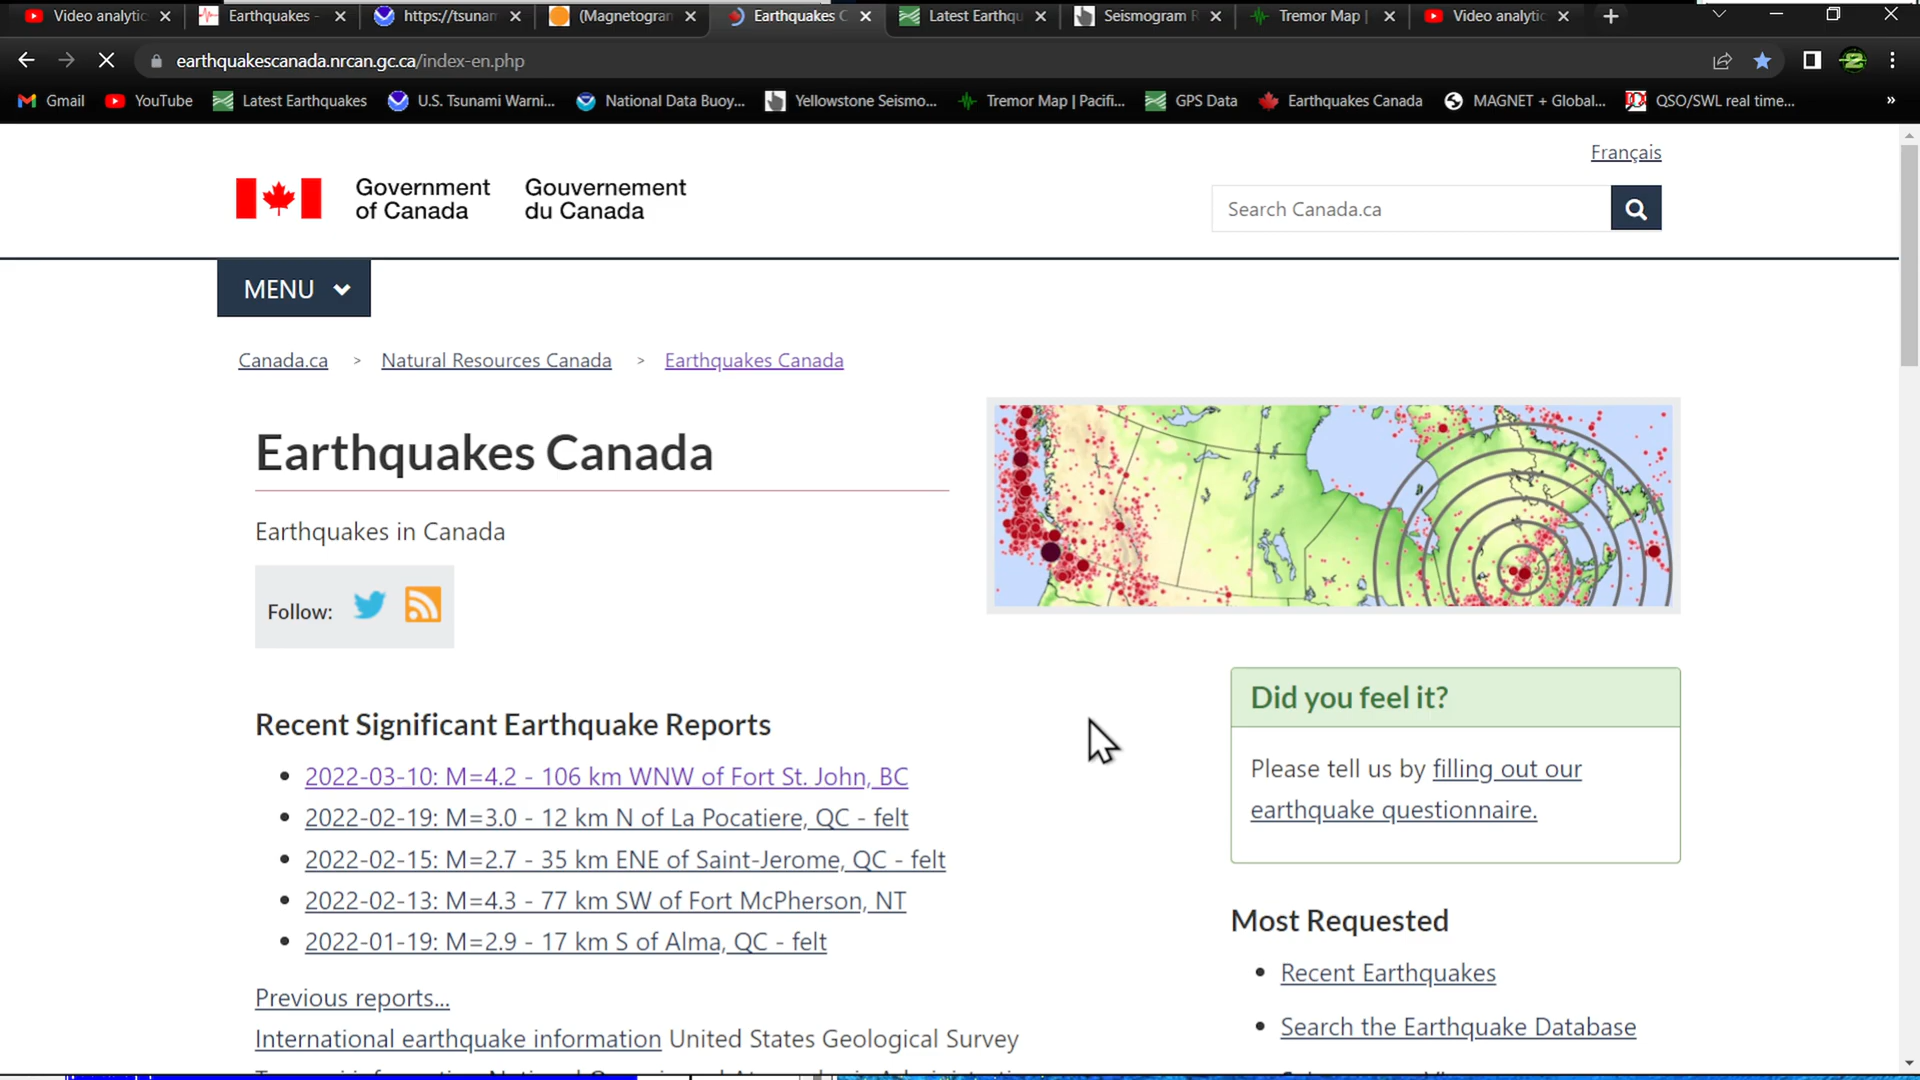 Video analytic
Earthquakes -
https://tsunan
(Magnetogran
Earthquakes C
Latest Earthqu
Seismogram R
Tremor Map |
Video analytic
earthquakescanada.nrcan.gc.ca/index-en.php
Gmail
YouTube
Latest Earthquakes
U.S. Tsunami Warni...
National Data Buoy...
Yellowstone Seismo...
Tremor Map | Pacifi...
GPS Data
Earthquakes Canada
MAGNET + Global...
QSO/SWL real time...
»
Français
Government of Canada
Gouvernement du Canada
Search Canada.ca
MENU
Canada.ca > Natural Resources Canada > Earthquakes Canada
Earthquakes Canada
Earthquakes in Canada
Follow:
Recent Significant Earthquake Reports
2022-03-10: M=4.2 - 106 km WNW of Fort St. John, BC
2022-02-19: M=3.0 - 12 km N of La Pocatiere, QC - felt
2022-02-15: M=2.7 - 35 km ENE of Saint-Jerome, QC - felt
2022-02-13: M=4.3 - 77 km SW of Fort McPherson, NT
2022-01-19: M=2.9 - 17 km S of Alma, QC - felt
Previous reports...
International earthquake information United States Geological Survey
Did you feel it?
Please tell us by filling out our
earthquake questionnaire.
Most Requested
Recent Earthquakes
Search the Earthquake Database